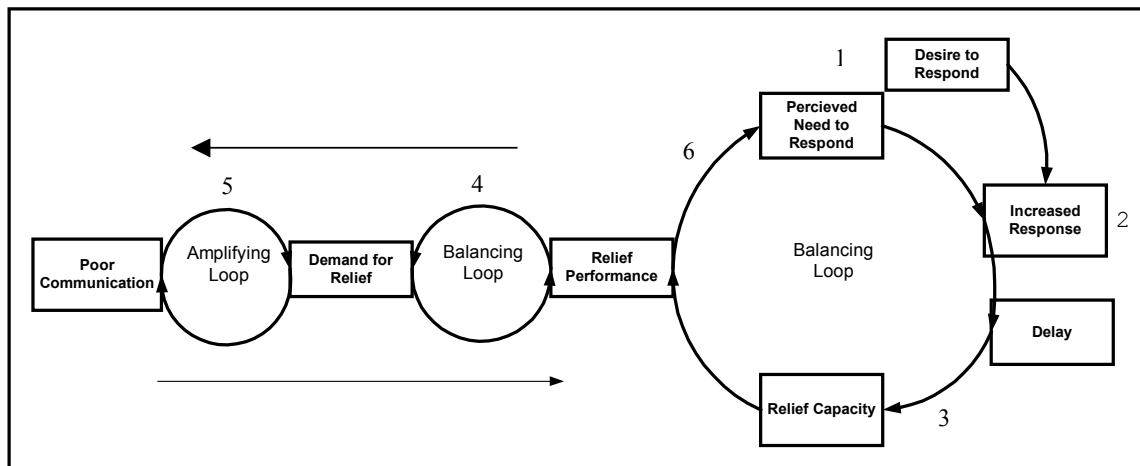 1
Desire to
Respond
Percieved
Need to
Respond
6
5
4
Increased
Response
2
Amplifying
Loop
Balancing
Loop
Balancing
Loop
Poor
Communication
Demand for
Relief
Relief
Performance
Delay
Relief Capacity
3